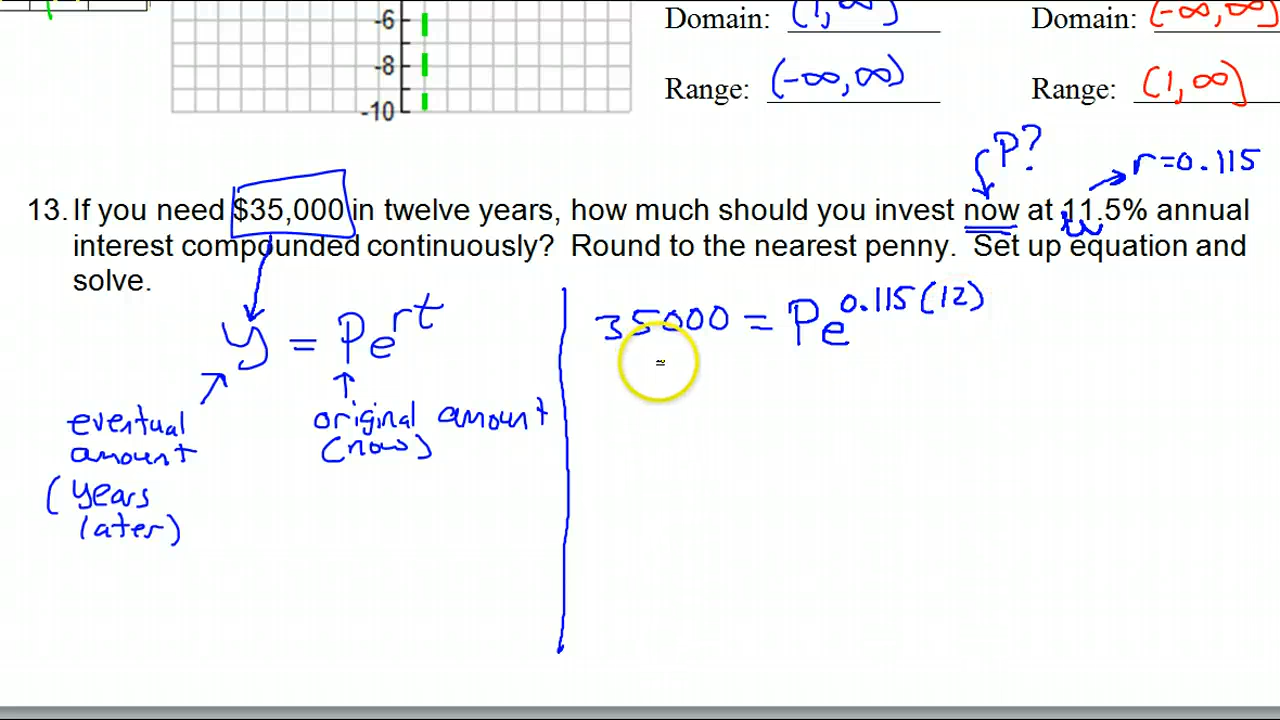 -6
-8
-10
Domain: (1, ∞)
Range: (-∞, ∞)
Domain: (-∞, ∞)
Range: (1, ∞)
P?
r=0.115
13. If you need $35,000 in twelve years, how much should you invest now at 11.5% annual
interest compounded continuously? Round to the nearest penny. Set up equation and
solve.
y = Pe^rt
eventual
amount
(years
later)
original amount
(now)
35000 = Pe^0.115(12)